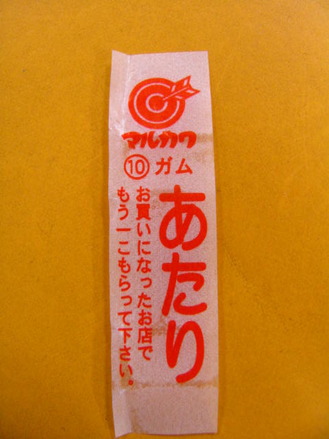 マルカワ
⑩ガム
あたり
お買いになったお店で
もう一こもらって下さい。